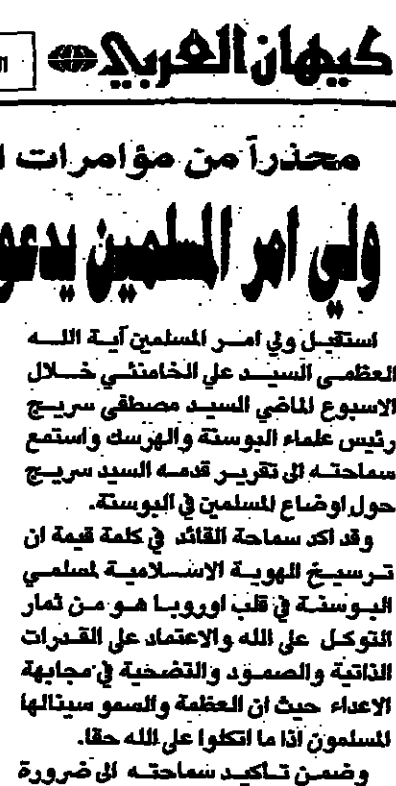 كيهان العربي
محذراً من مؤامرات ا
ولي امر المسلمين يدعو
استقبل ولي امر المسلمين آية الله
العظمى السيد علي الخامنئي خلال
الاسبوع الماضي السيد مصطفى سريج
رئيس علماء البوسنة والهرسك واستمع
سماحته الى تقرير قدمه السيد سريج
حول اوضاع المسلمين في البوسنة.
وقد اكد سماحة القائد في كلمة قيمة ان
ترسيخ الهوية الاسلامية لمسلمي
البوسنة في قلب اوروبا هو من ثمار
التوكل على الله والاعتماد على القدرات
الذاتية والصمود والتضحية في مجابهة
الاعداء حيث ان العظمة والسمو سينالها
المسلمون اذا ما اتكلوا على الله حقا.
وضمن تاكيد سماحته الى ضرورة